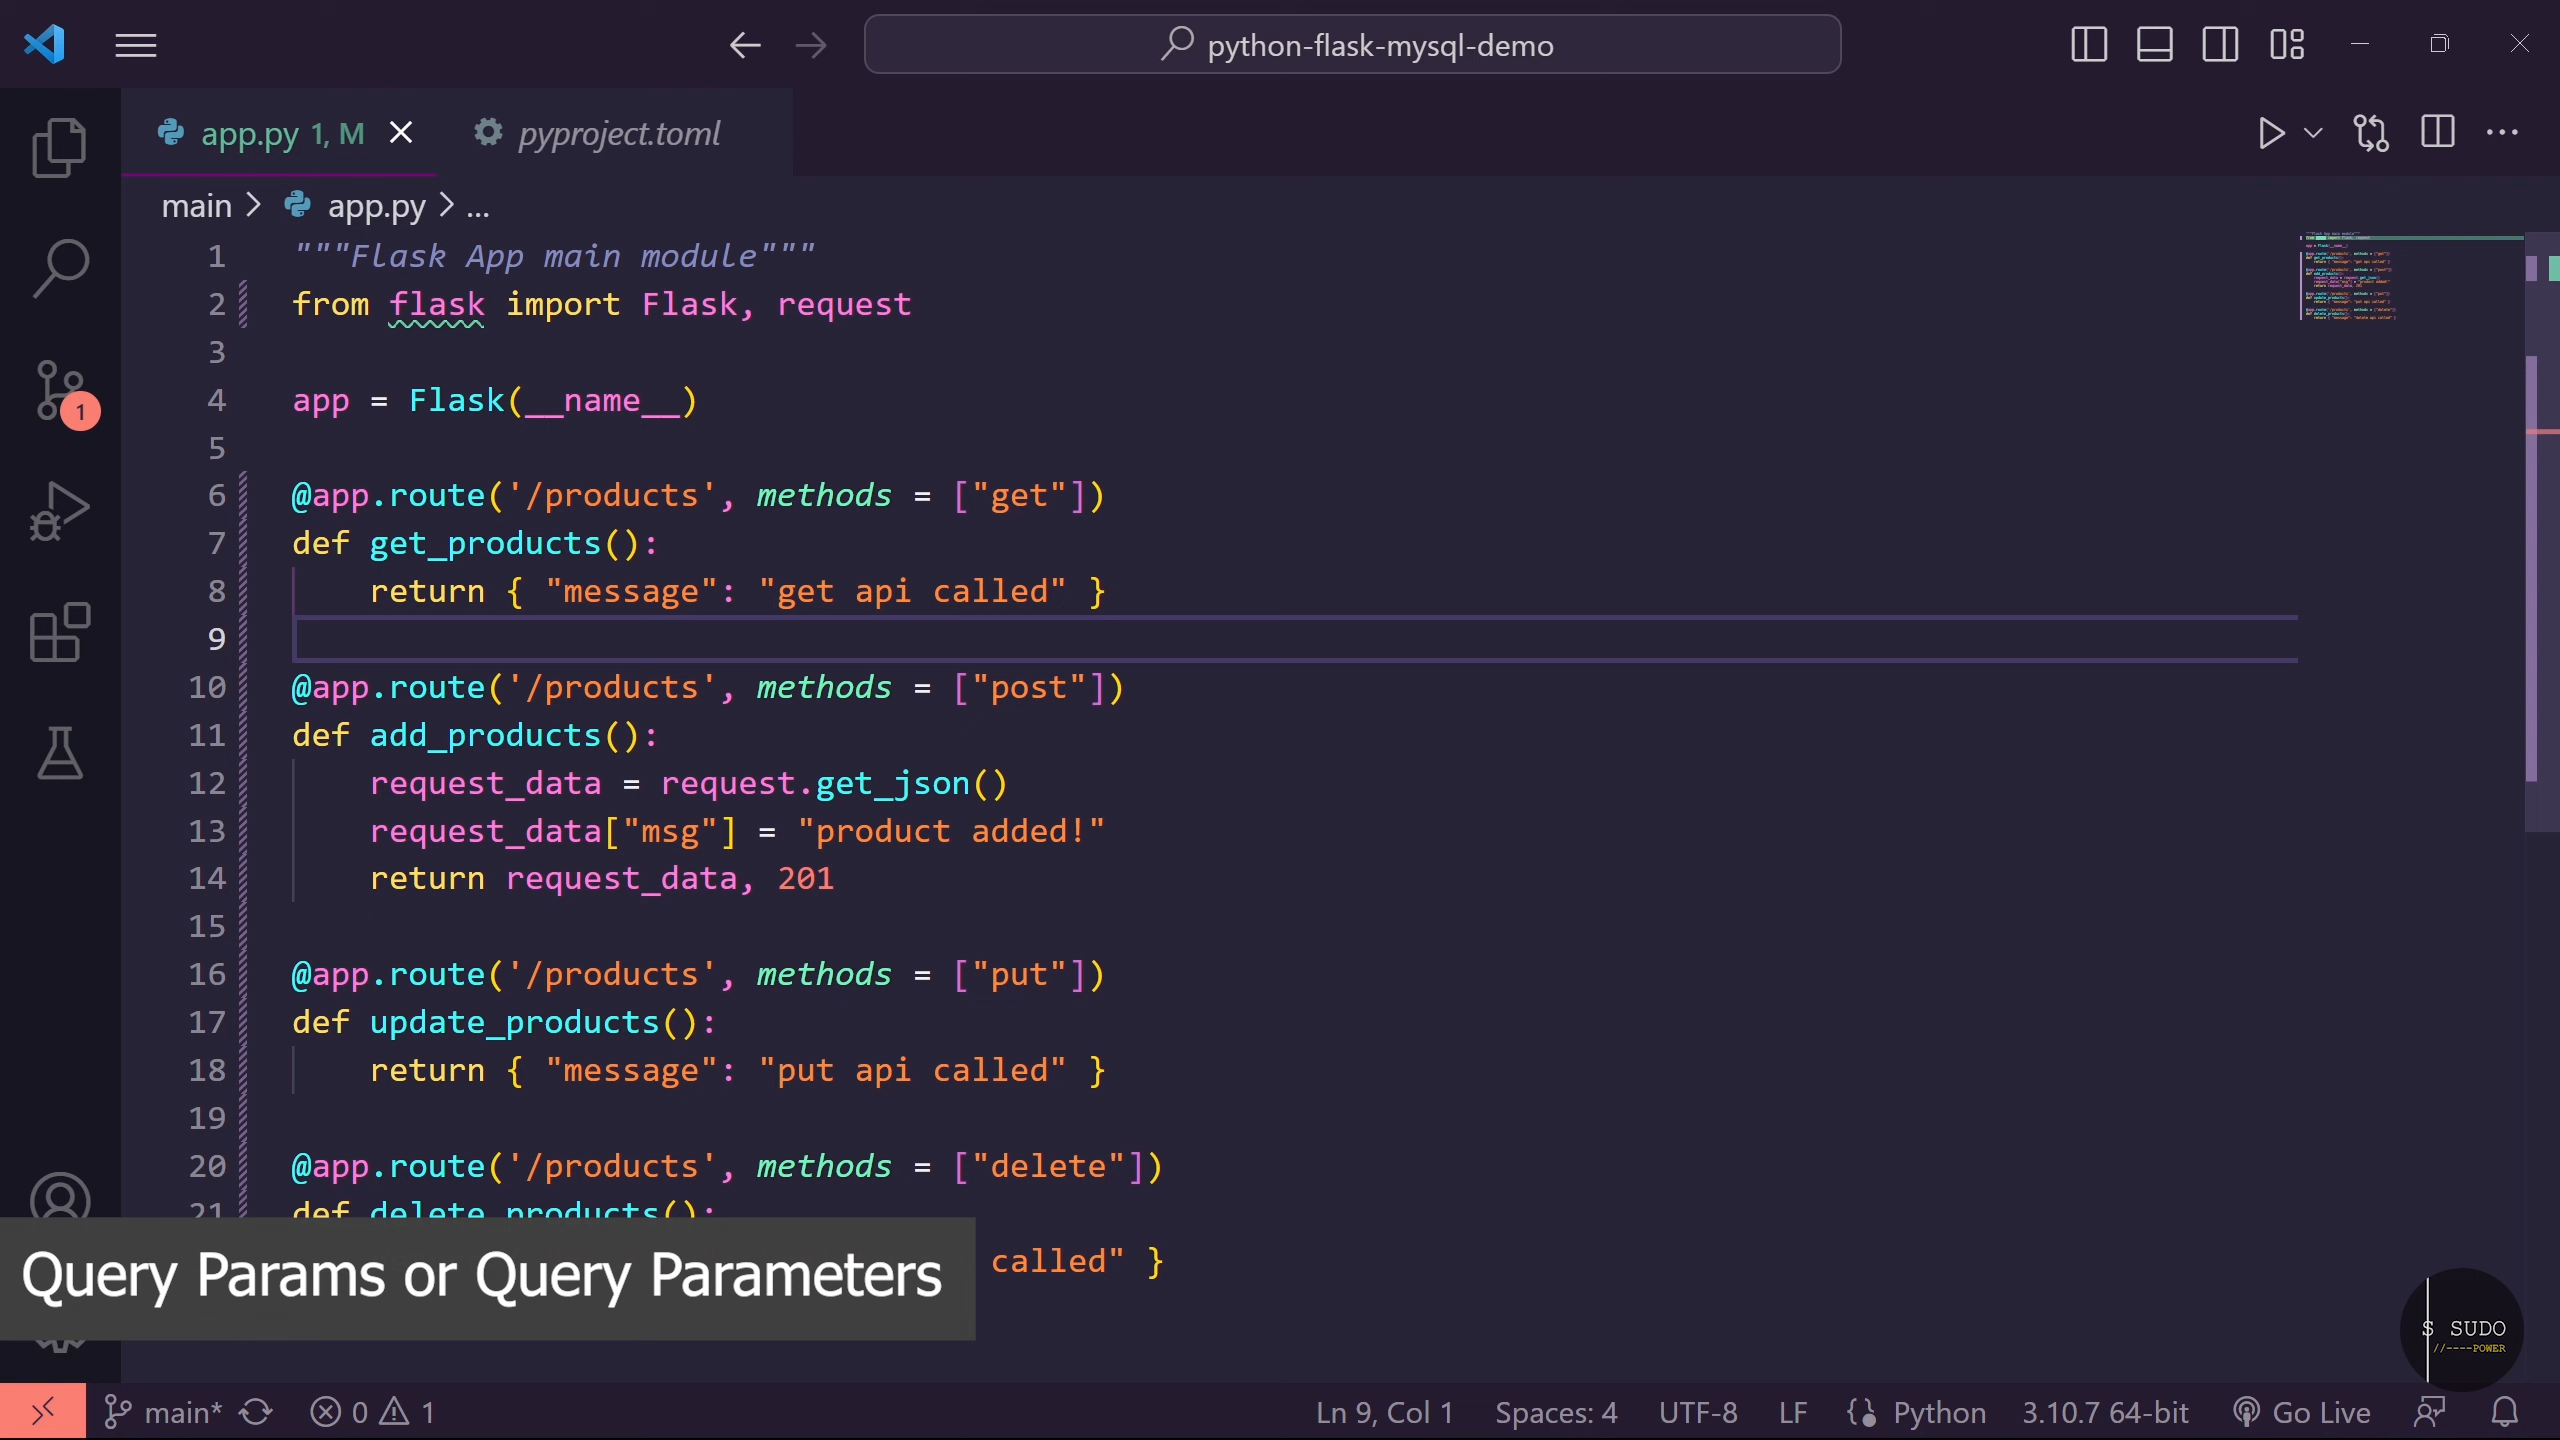 python-flask-mysql-demo
app.py 1, M
pyproject.toml
main > app.py > ...
1 """Flask App main module"""
2 from flask import Flask, request
3
4 app = Flask(__name__)
5
6 @app.route('/products', methods = ["get"])
7 def get_products():
8 return { "message": "get api called" }
9
10 @app.route('/products', methods = ["post"])
11 def add_products():
12 request_data = request.get_json()
13 request_data["msg"] = "product added!"
14 return request_data, 201
15
16 @app.route('/products', methods = ["put"])
17 def update_products():
18 return { "message": "put api called" }
19
20 @app.route('/products', methods = ["delete"])
21 def delete_products():
called" }
Query Params or Query Parameters
S SUDO
//----POWER
1
main* 0 1
Ln 9, Col 1 Spaces: 4 UTF-8 LF Python 3.10.7 64-bit Go Live